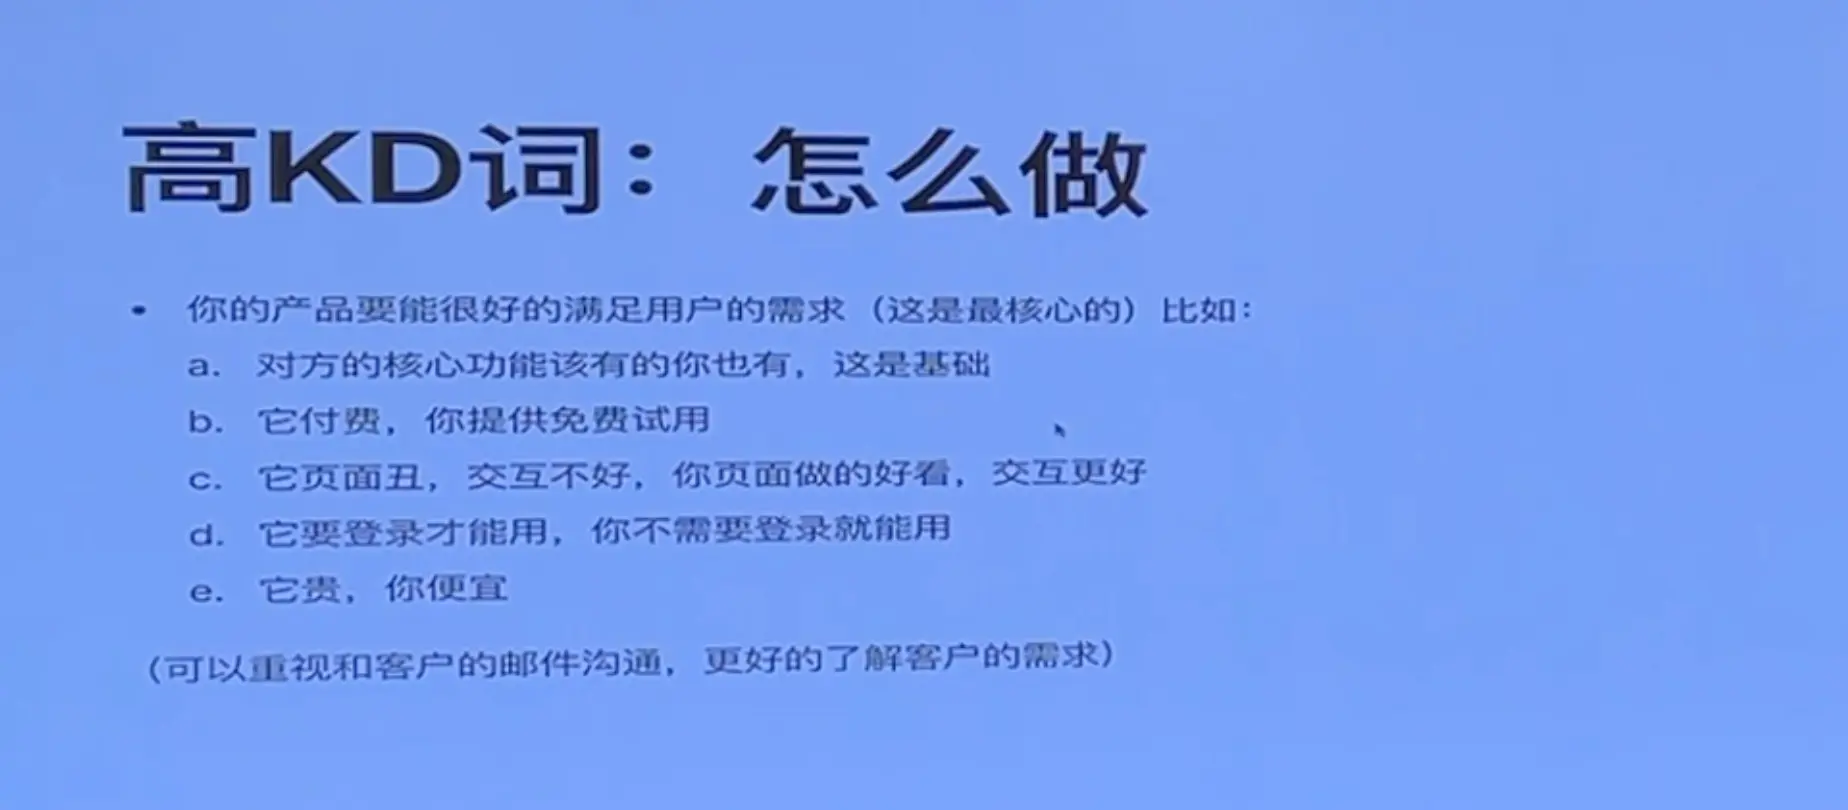 高KD词：怎么做
• 你的产品要能很好的满足用户的需求（这是最核心的）比如：
a. 对方的核心功能该有的你也有，这是基础
b. 它付费，你提供免费试用
c. 它页面丑，交互不好，你页面做的好看，交互更好
d. 它要登录才能用，你不需要登录就能用
e. 它贵，你便宜
（可以重视和客户的邮件沟通，更好的了解客户的需求）